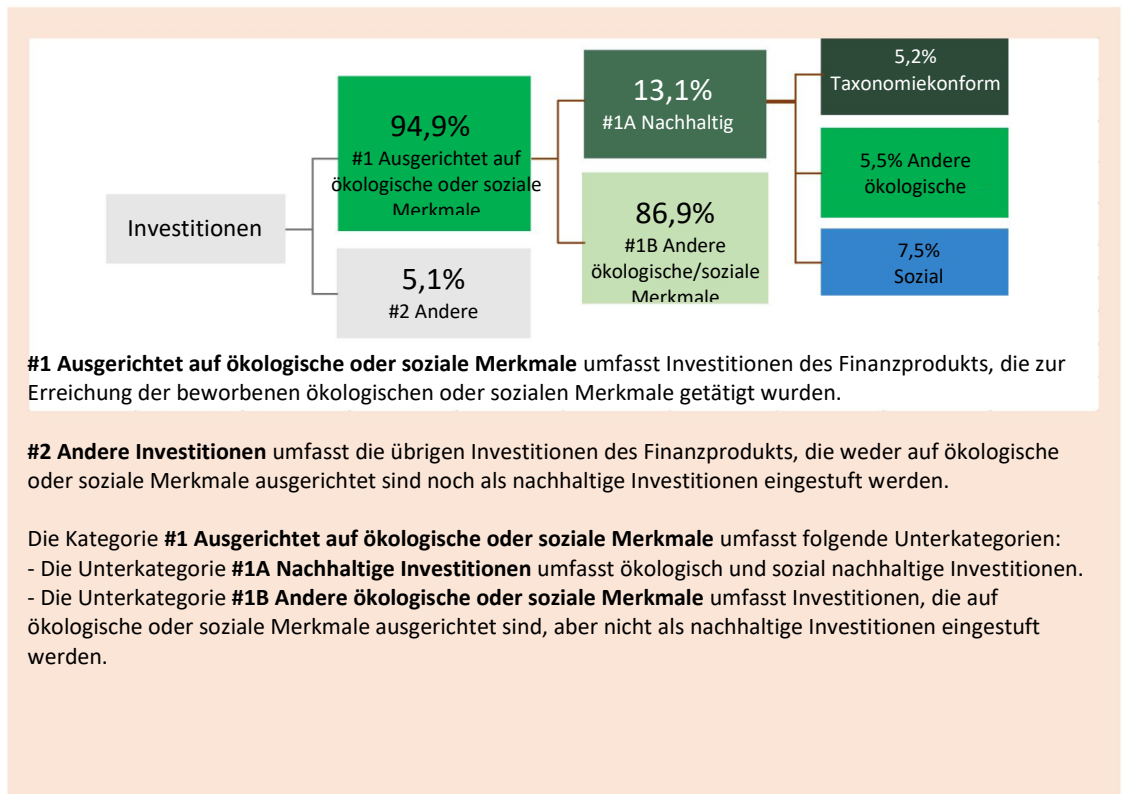 Investitionen
94,9%
#1 Ausgerichtet auf
ökologische oder soziale
Merkmale
5,1%
#2 Andere
13,1%
#1A Nachhaltig
86,9%
#1B Andere
ökologische/soziale
Merkmale
5,2%
Taxonomiekonform
5,5% Andere
ökologische
7,5%
Sozial
#1 Ausgerichtet auf ökologische oder soziale Merkmale umfasst Investitionen des Finanzprodukts, die zur
Erreichung der beworbenen ökologischen oder sozialen Merkmale getätigt wurden.
#2 Andere Investitionen umfasst die übrigen Investitionen des Finanzprodukts, die weder auf ökologische
oder soziale Merkmale ausgerichtet sind noch als nachhaltige Investitionen eingestuft werden.
Die Kategorie #1 Ausgerichtet auf ökologische oder soziale Merkmale umfasst folgende Unterkategorien:
- Die Unterkategorie #1A Nachhaltige Investitionen umfasst ökologisch und sozial nachhaltige Investitionen.
- Die Unterkategorie #1B Andere ökologische oder soziale Merkmale umfasst Investitionen, die auf
ökologische oder soziale Merkmale ausgerichtet sind, aber nicht als nachhaltige Investitionen eingestuft
werden.